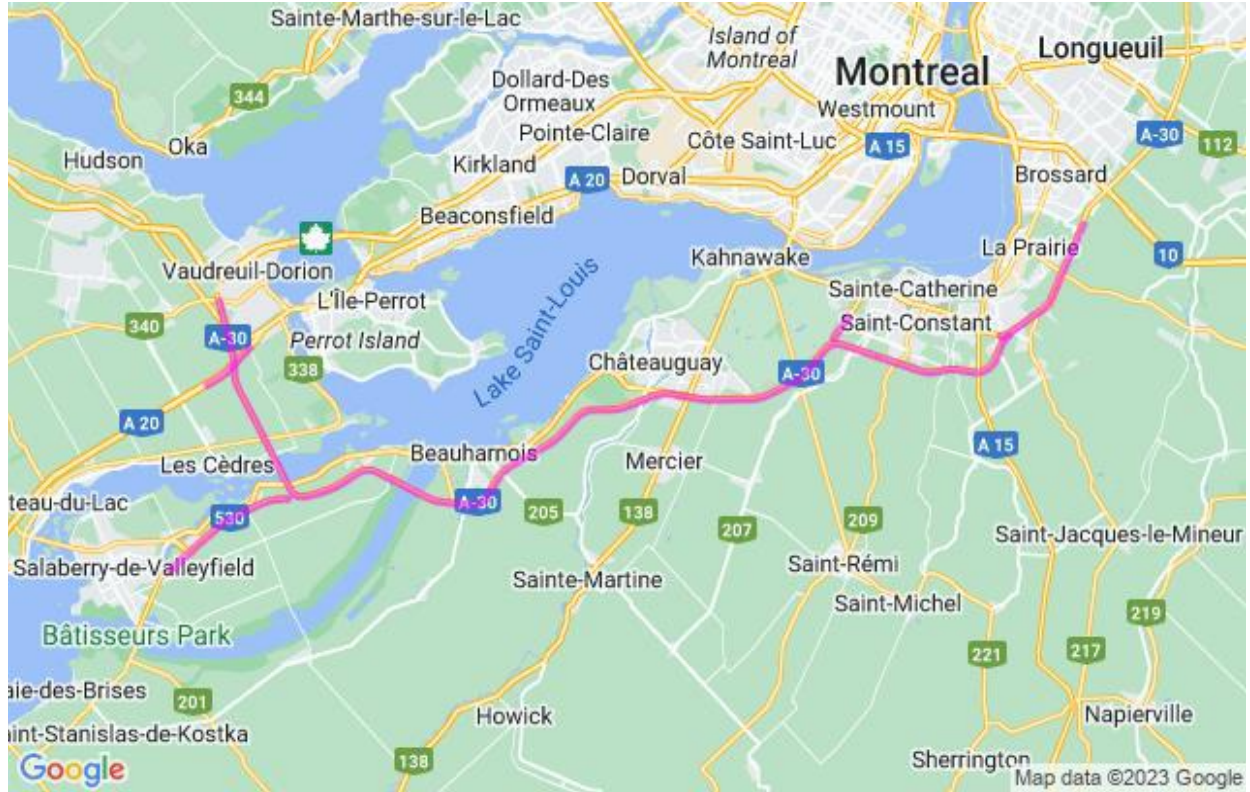 Sainte-Marthe-sur-le-Lac
Island of
Montreal
Longueuil
Montreal
Dollard-Des
Ormeaux
344
Westmount
Pointe-Claire
Côte Saint-Luc
A 15
A-30
112
Oka
Hudson
Kirkland
A 20
Dorval
Brossard
Beaconsfield
Vaudreuil-Dorion
Kahnawake
La Prairie
10
L'Île-Perrot
Sainte-Catherine
340
A-30
Perrot Island
Saint-Constant
Lake Saint-Louis
338
Châteauguay
A-30
A 20
Les Cèdres
Beauharnois
Mercier
A 15
teau-du-Lac
530
A-30
205
138
207
209
Saint-Jacques-le-Mineur
Salaberry-de-Valleyfield
Sainte-Martine
Saint-Rémi
Saint-Michel
219
Bâtisseurs Park
221
217
aie-des-Brises
201
Howick
Napierville
int-Stanislas-de-Kostka
138
Sherrington
Google
Map data ©2023 Google